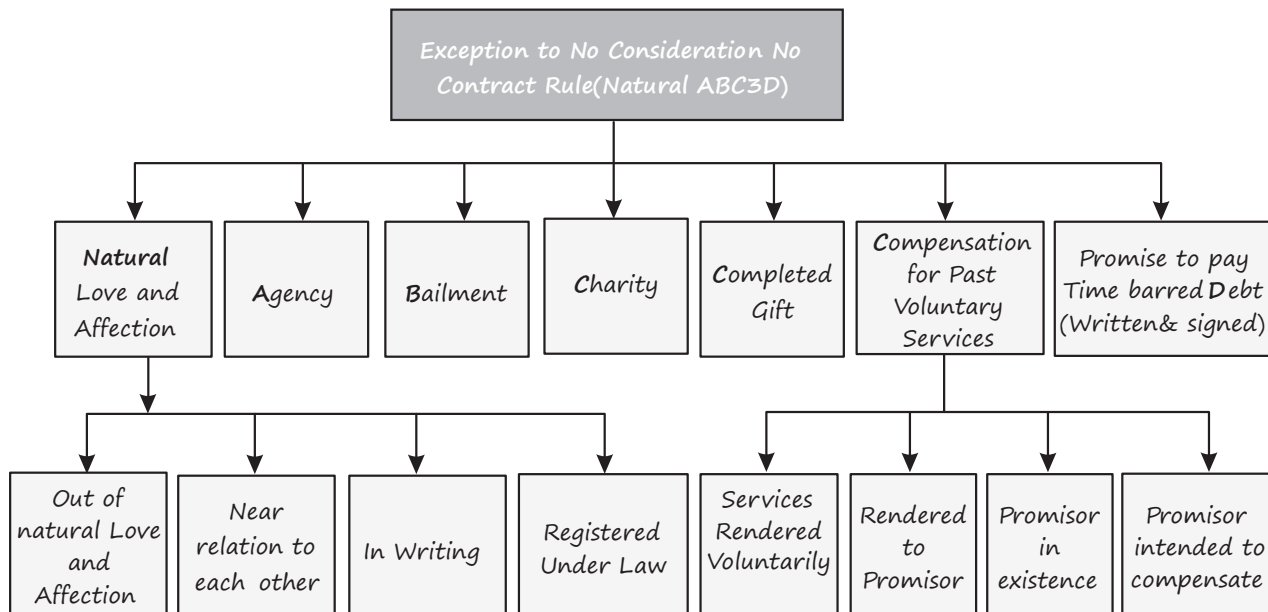 Exception to No Consideration No
Contract Rule(Natural ABC3D)
Natural
Love and
Affection
Agency
Bailment
Charity
Completed
Gift
Compensation
for Past
Voluntary
Services
Promise to pay
Time barred Debt
(Written& signed)
Out of
natural Love
and
Affection
Near
relation to
each other
In Writing
Registered
Under Law
Services
Rendered
Voluntarily
Rendered
to
Promisor
Promisor
in
existence
Promisor
intended to
compensate